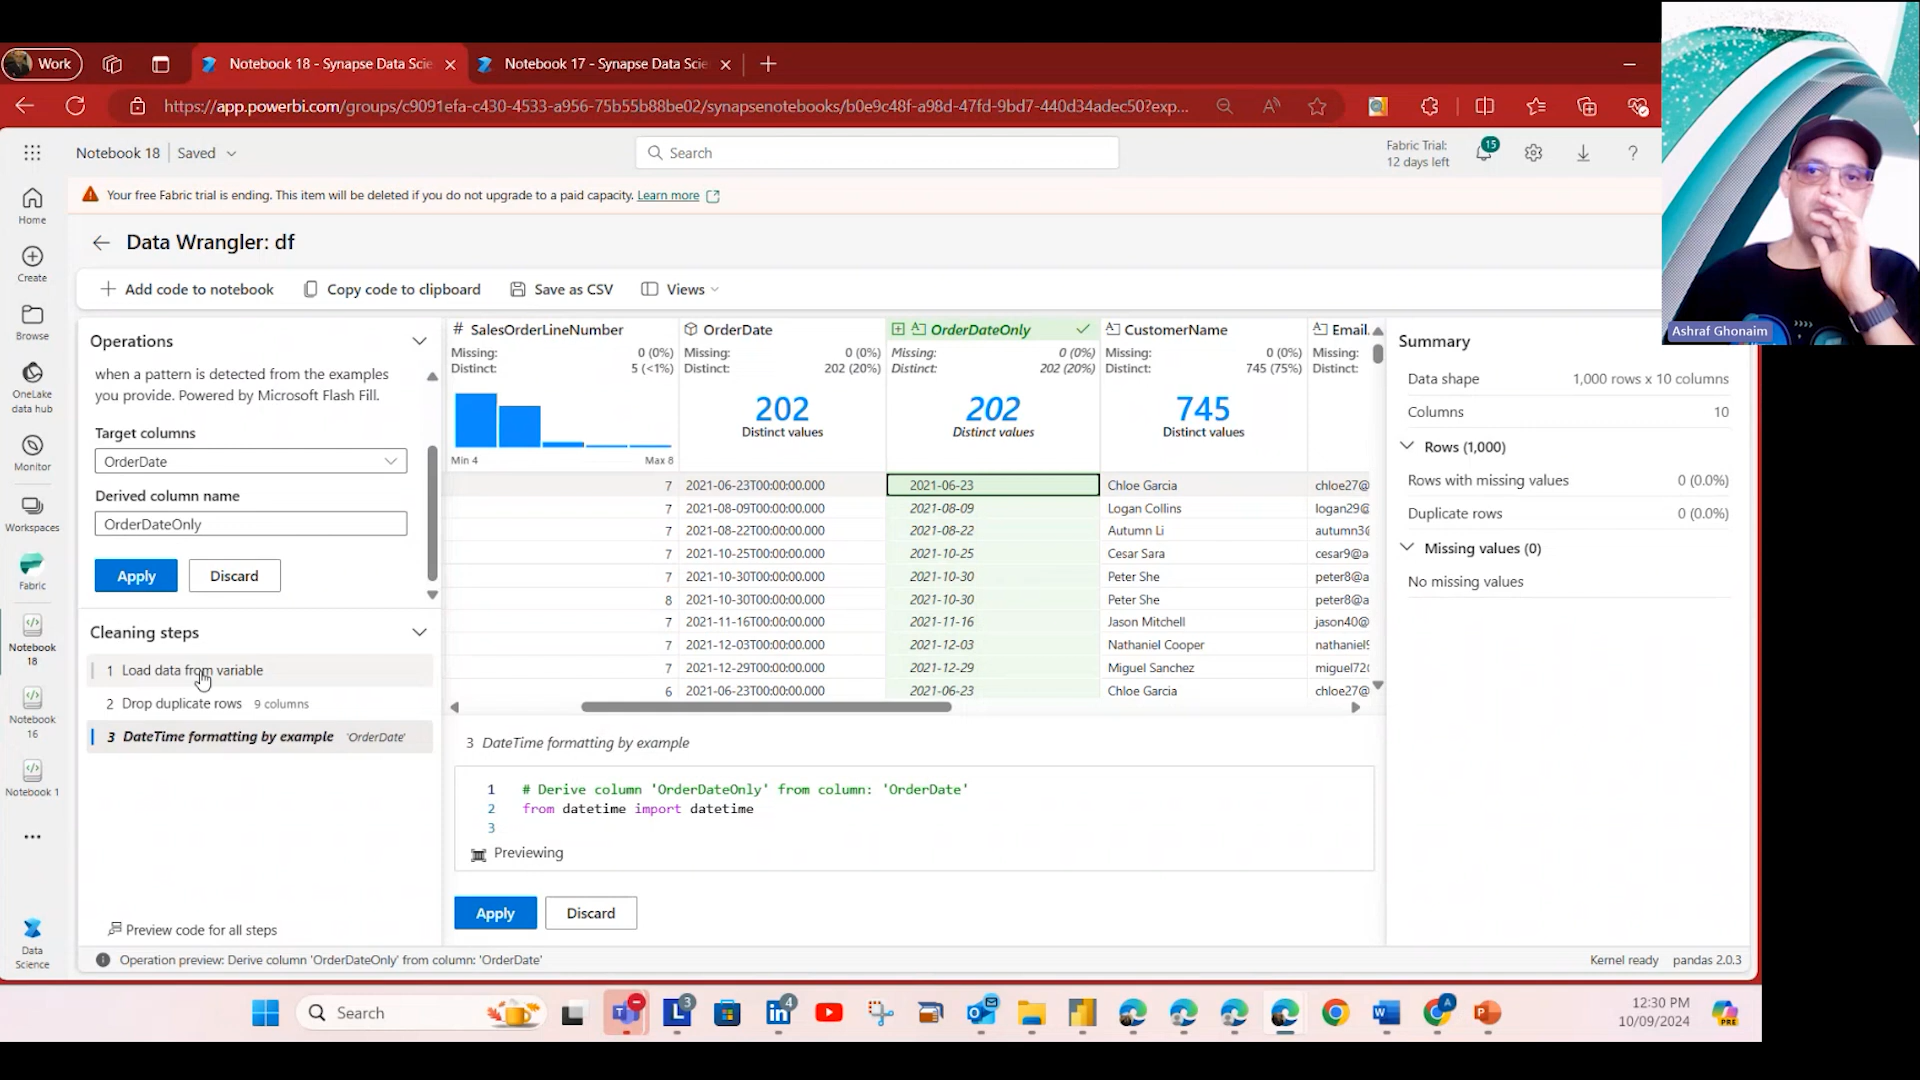 Work
Notebook 18 - Synapse Data Scie
Notebook 17 - Synapse Data Scie
https://app.powerbi.com/groups/c9091efa-c430-4533-a956-75b55b88be02/synapsenotebooks/b0e9c48f-a98d-47fd-9bd7-440d34adec50?exp...
Notebook 18 | Saved
Search
Fabric Trial:
12 days left
15
Your free Fabric trial is ending. This item will be deleted if you do not upgrade to a paid capacity. Learn more
Home
Create
Browse
OneLake
data hub
Monitor
Workspaces
Fabric
Notebook
18
Notebook
16
Notebook 1
Data
Science
Data Wrangler: df
Add code to notebook
Copy code to clipboard
Save as CSV
Views
Operations
when a pattern is detected from the examples
you provide. Powered by Microsoft Flash Fill.
Target columns
OrderDate
Derived column name
OrderDateOnly
Apply
Discard
Cleaning steps
1 Load data from variable
2 Drop duplicate rows 9 columns
3 DateTime formatting by example 'OrderDate'
Preview code for all steps
# SalesOrderLineNumber OrderDate OrderDateOnly CustomerName Email.
Missing: 0 (0%) Missing: 0 (0%) Missing: 0 (0%) Missing: 0 (0%) Missing:
Distinct: 5 (<1%) Distinct: 202 (20%) Distinct: 202 (20%) Distinct: 745 (75%) Distinct:
202 202 745
Distinct values Distinct values Distinct values
Min 4 Max 8
7 2021-06-23T00:00:00.000 2021-06-23 Chloe Garcia chloe27@
7 2021-08-09T00:00:00.000 2021-08-09 Logan Collins logan29@
7 2021-08-22T00:00:00.000 2021-08-22 Autumn Li autumn3@
7 2021-10-25T00:00:00.000 2021-10-25 Cesar Sara cesar9@a
7 2021-10-30T00:00:00.000 2021-10-30 Peter She peter8@a
8 2021-10-30T00:00:00.000 2021-10-30 Peter She peter8@a
7 2021-11-16T00:00:00.000 2021-11-16 Jason Mitchell jason40@
7 2021-12-03T00:00:00.000 2021-12-03 Nathaniel Cooper nathaniel9
7 2021-12-29T00:00:00.000 2021-12-29 Miguel Sanchez miguel72@
6 2021-06-23T00:00:00.000 2021-06-23 Chloe Garcia chloe27@
3 DateTime formatting by example
1 # Derive column 'OrderDateOnly' from column: 'OrderDate'
2 from datetime import datetime
3
Previewing
Apply
Discard
Summary
Data shape 1,000 rows x 10 columns
Columns 10
Rows (1,000)
Rows with missing values 0 (0.0%)
Duplicate rows 0 (0.0%)
Missing values (0)
No missing values
Operation preview: Derive column 'OrderDateOnly' from column: 'OrderDate'
Kernel ready pandas 2.0.3
Ashraf Ghonaim
Search
3
4
12:30 PM
10/09/2024